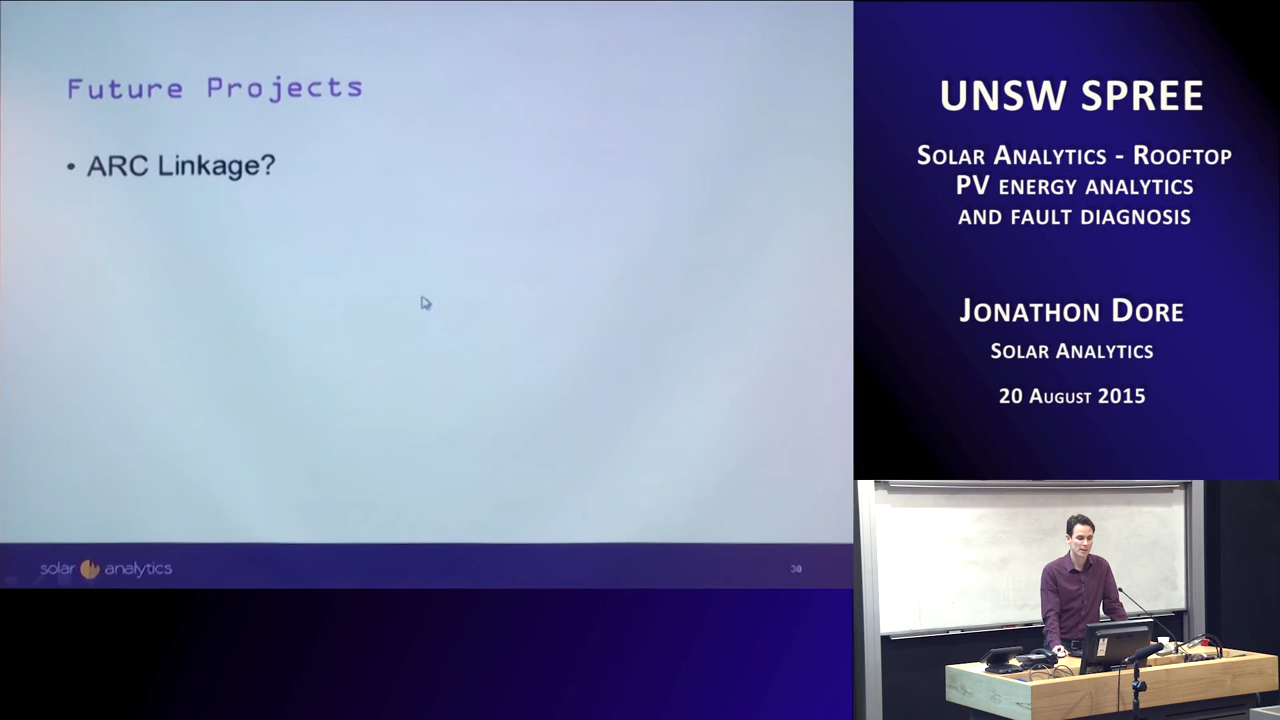 Future Projects
• ARC Linkage?
solar analytics
30
UNSW SPREE
SOLAR ANALYTICS - ROOFTOP
PV ENERGY ANALYTICS
AND FAULT DIAGNOSIS
JONATHON DORE
SOLAR ANALYTICS
20 AUGUST 2015